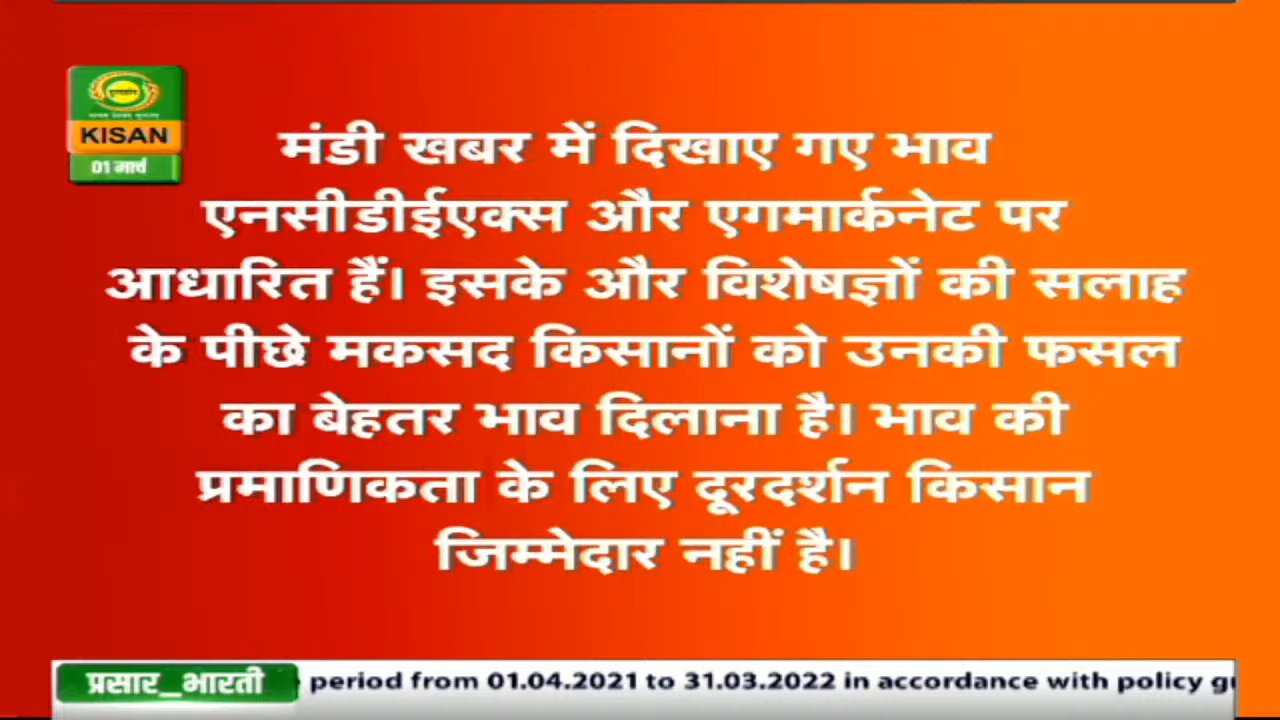 KISAN
01 मार्च
मंडी खबर में दिखाए गए भाव
एनसीडीईएक्स और एगमार्कनेट पर
आधारित हैं। इसके और विशेषज्ञों की सलाह
के पीछे मकसद किसानों को उनकी फसल
का बेहतर भाव दिलाना है। भाव की
प्रमाणिकता के लिए दूरदर्शन किसान
जिम्मेदार नहीं है।
प्रसार_भारती period from 01.04.2021 to 31.03.2022 in accordance with policy